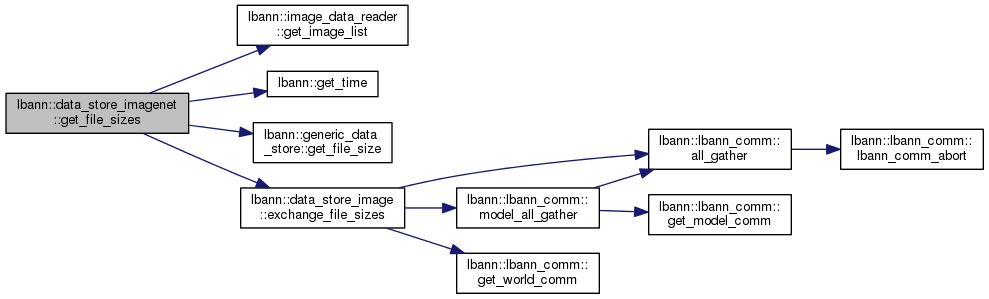 lbann::data_store_imagenet
::get_file_sizes
lbann::image_data_reader
::get_image_list
lbann::get_time
lbann::generic_data
_store::get_file_size
lbann::data_store_image
::exchange_file_sizes
lbann::lbann_comm::
model_all_gather
lbann::lbann_comm::
get_world_comm
lbann::lbann_comm::
all_gather
lbann::lbann_comm::
get_model_comm
lbann::lbann_comm::
lbann_comm_abort